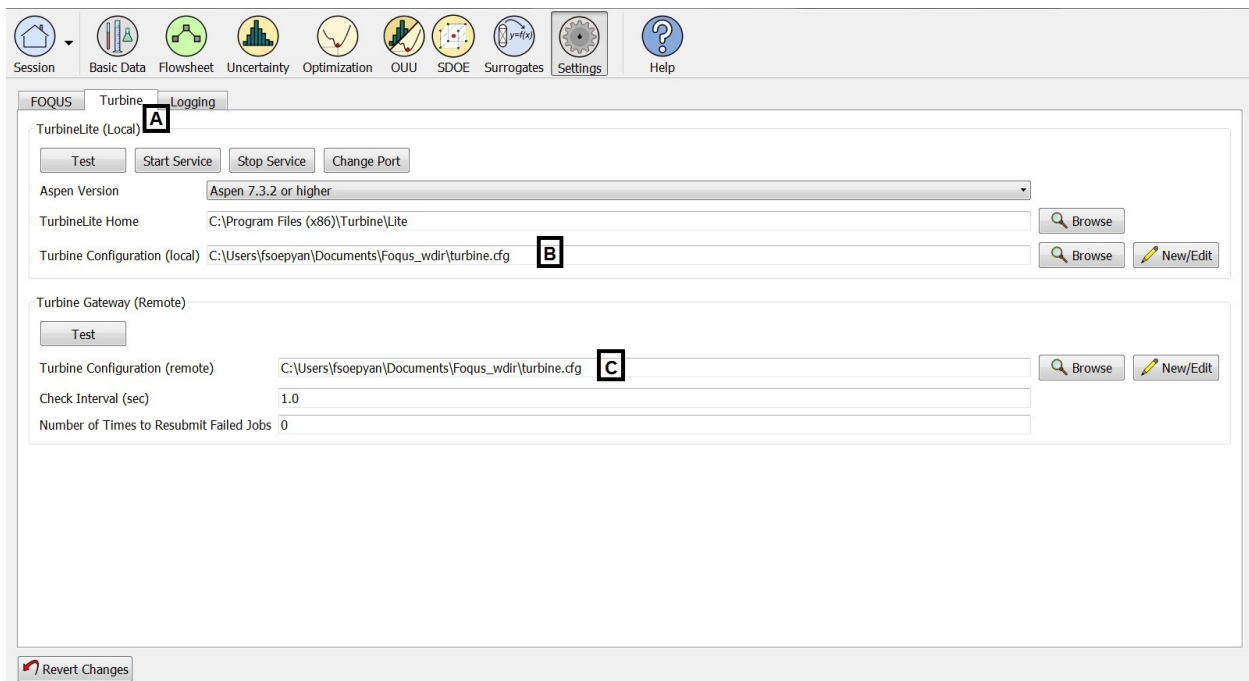 y=f(x)
Session Basic Data Flowsheet Uncertainty Optimization OUU SDOE Surrogates Settings Help
FOQUS Turbine Logging
A
TurbineLite (Local)
Test Start Service Stop Service Change Port
Aspen Version Aspen 7.3.2 or higher
TurbineLite Home C:\Program Files (x86)\Turbine\Lite Browse
Turbine Configuration (local) C:\Users\fsoepyan\Documents\Foqus_wdir\turbine.cfg B Browse New/Edit
Turbine Gateway (Remote)
Test
Turbine Configuration (remote) C:\Users\fsoepyan\Documents\Foqus_wdir\turbine.cfg C Browse New/Edit
Check Interval (sec) 1.0
Number of Times to Resubmit Failed Jobs 0
Revert Changes